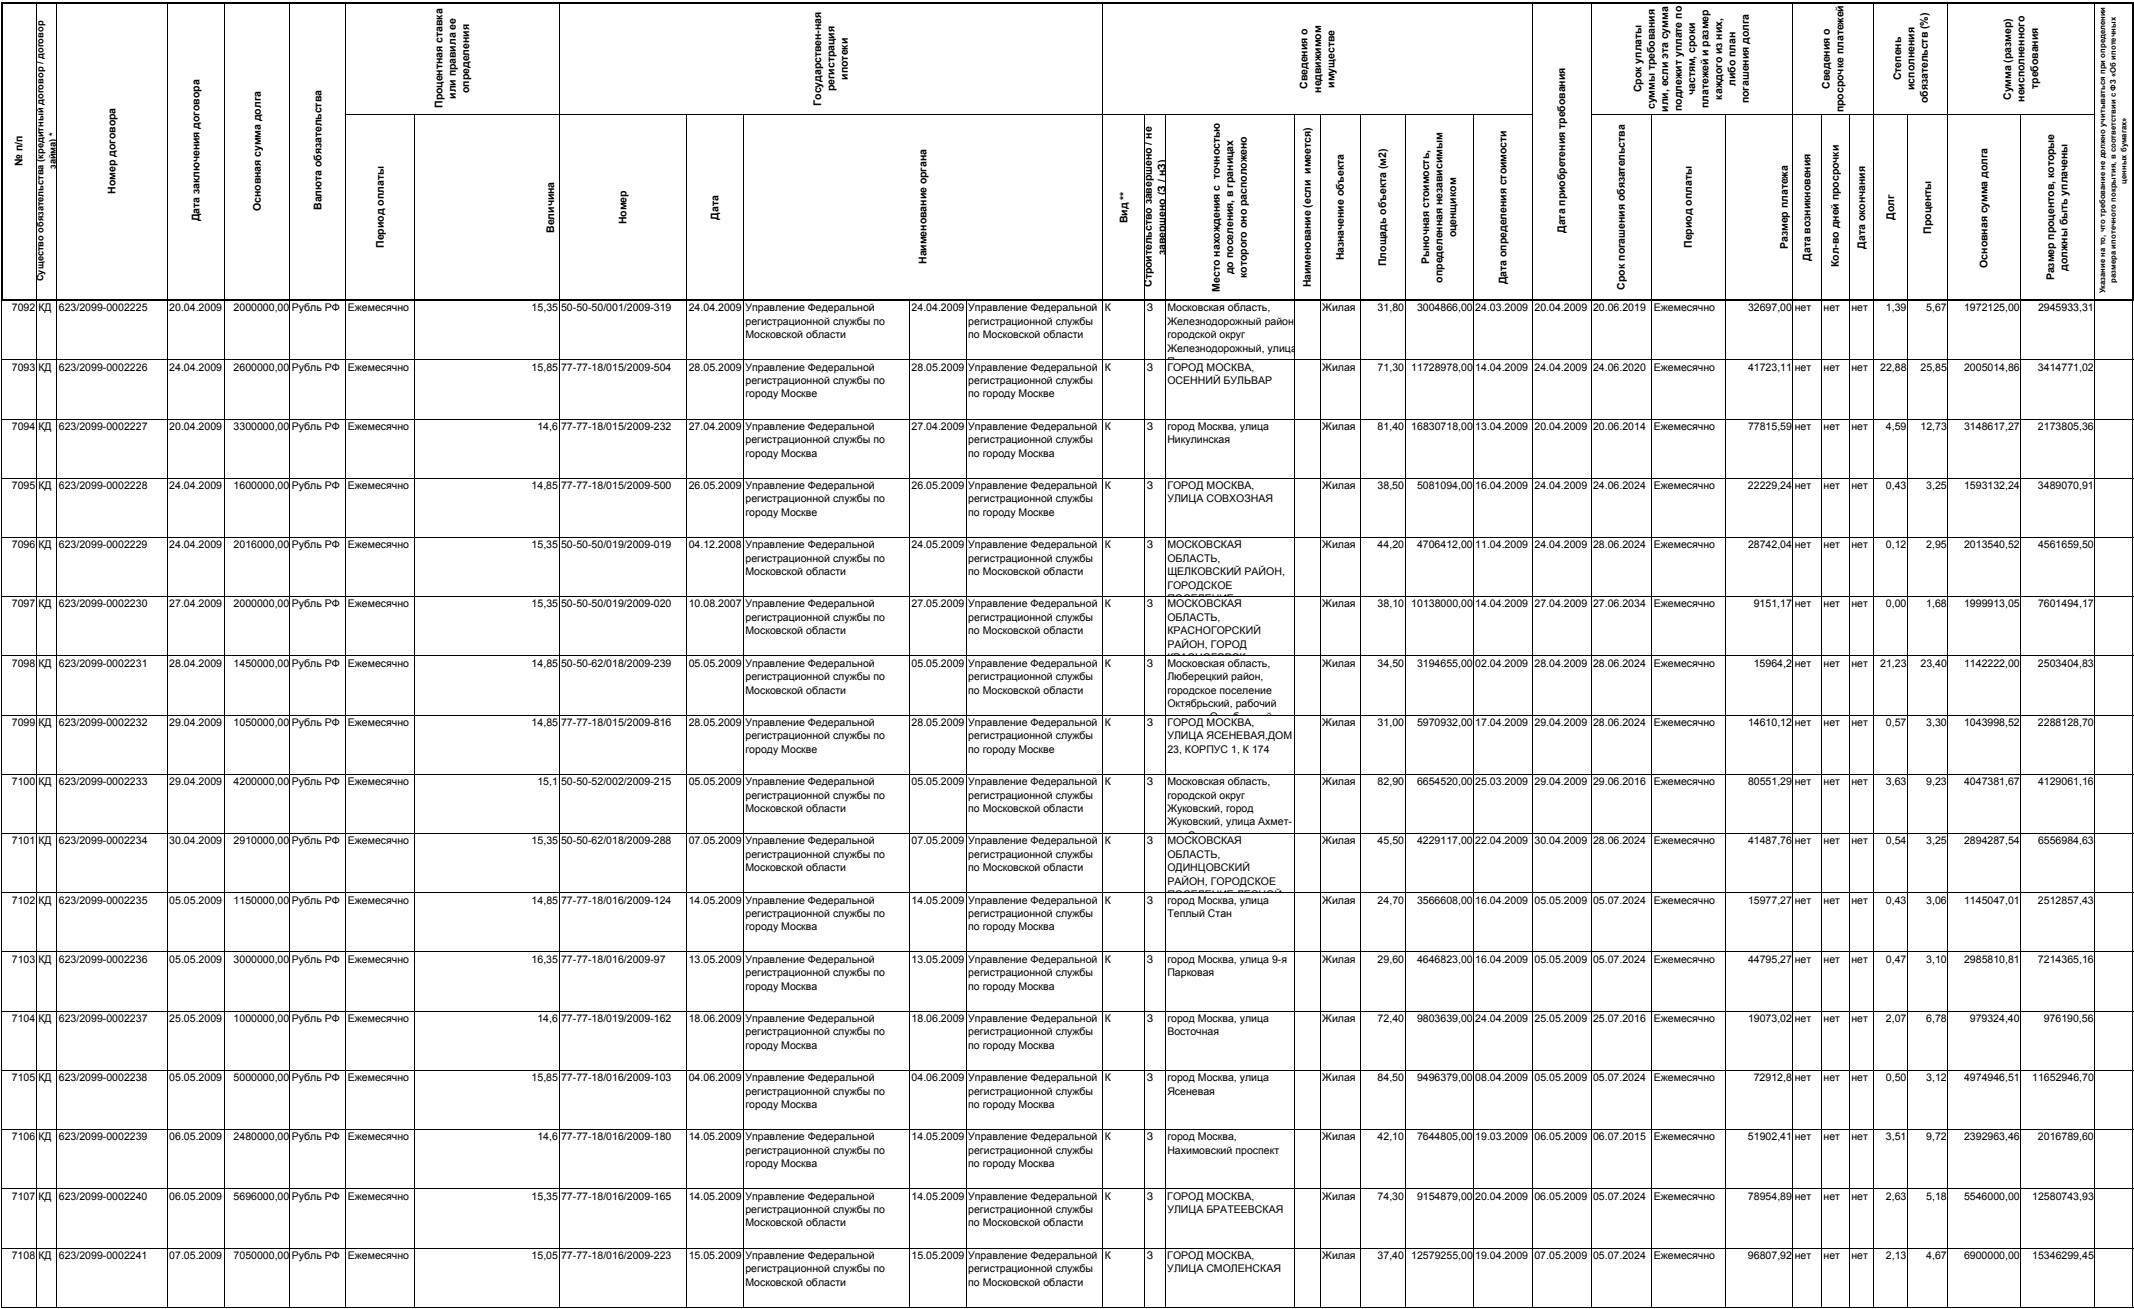 № п/п
Существо обязательства (кредитный договор / договор
займа) *
Номер договора
Дата заключения договора
Основная сумма долга
Валюта обязательства
Процентная ставка
или правила ее
определения
Период оплаты
Величина
Государствен-ная
регистрация
ипотеки
Номер
Дата
Наименование органа
Сведения о
недвижимом
имуществе
Вид **
Строительство завершено / не
завершено (З / нЗ)
Место нахождения с точностью
до поселения, в границах
которого оно расположено
Наименование (если имеется)
Назначение объекта
Площадь объекта (м2)
Рыночная стоимость,
определенная независимым
оценщиком
Дата определения стоимости
Дата приобретения требования
Срок уплаты
суммы требования
или, если эта сумма
подлежит уплате по
частям, сроки
платежей и размер
каждого из них,
либо план
погашения долга
Срок погашения обязательства
Период оплаты
Размер платежа
Сведения о
просрочке платежей
Дата возникновения
Кол-во дней просрочки
Дата окончания
Степень
исполнения
обязательств (%)
Долг
Проценты
Сумма (размер)
неисполненного
требования
Основная сумма долга
Размер процентов, которые
должны быть уплачены
Указание на то, что требование не должно учитываться при определении
размера ипотечного покрытия, в соответствии с ФЗ «Об ипотечных
ценных бумагах»
7092 КД 623/2099-0002225 20.04.2009 2000000,00 Рубль РФ Ежемесячно 15,35 50-50-50/001/2009-319 24.04.2009 Управление Федеральной 24.04.2009 Управление Федеральной К З Московская область, Жилая 31,80 3004866,00 24.03.2009 20.04.2009 20.06.2019 Ежемесячно 32697,00 нет нет нет 1,39 5,67 1972125,00 2945933,31
регистрационной службы по регистрационной службы Железнодорожный район
Московской области по Московской области городской округ
Железнодорожный, улица
7093 КД 623/2099-0002226 24.04.2009 2600000,00 Рубль РФ Ежемесячно 15,85 77-77-18/015/2009-504 28.05.2009 Управление Федеральной 28.05.2009 Управление Федеральной К З ГОРОД МОСКВА, Жилая 71,30 11728978,00 14.04.2009 24.04.2009 24.06.2020 Ежемесячно 41723,11 нет нет нет 22,88 25,85 2005014,86 3414771,02
регистрационной службы по регистрационной службы ОСЕННИЙ БУЛЬВАР
городу Москве по городу Москве
7094 КД 623/2099-0002227 20.04.2009 3300000,00 Рубль РФ Ежемесячно 14,6 77-77-18/015/2009-232 27.04.2009 Управление Федеральной 27.04.2009 Управление Федеральной К З город Москва, улица Жилая 81,40 16830718,00 13.04.2009 20.04.2009 20.06.2014 Ежемесячно 77815,59 нет нет нет 4,59 12,73 3148617,27 2173805,36
регистрационной службы по регистрационной службы Никулинская
городу Москва по городу Москва
7095 КД 623/2099-0002228 24.04.2009 1600000,00 Рубль РФ Ежемесячно 14,85 77-77-18/015/2009-500 26.05.2009 Управление Федеральной 26.05.2009 Управление Федеральной К З ГОРОД МОСКВА, Жилая 38,50 5081094,00 16.04.2009 24.04.2009 24.06.2024 Ежемесячно 22229,24 нет нет нет 0,43 3,25 1593132,24 3489070,91
регистрационной службы по регистрационной службы УЛИЦА СОВХОЗНАЯ
городу Москве по городу Москве
7096 КД 623/2099-0002229 24.04.2009 2016000,00 Рубль РФ Ежемесячно 15,35 50-50-50/019/2009-019 04.12.2008 Управление Федеральной 24.05.2009 Управление Федеральной К З МОСКОВСКАЯ Жилая 44,20 4706412,00 11.04.2009 24.04.2009 28.06.2024 Ежемесячно 28742,04 нет нет нет 0,12 2,95 2013540,52 4561659,50
регистрационной службы по регистрационной службы ОБЛАСТЬ,
Московской области по Московской области ЩЕЛКОВСКИЙ РАЙОН,
ГОРОДСКОЕ
7097 КД 623/2099-0002230 27.04.2009 2000000,00 Рубль РФ Ежемесячно 15,35 50-50-50/019/2009-020 10.08.2007 Управление Федеральной 27.05.2009 Управление Федеральной К З МОСКОВСКАЯ Жилая 38,10 10138000,00 14.04.2009 27.04.2009 27.06.2034 Ежемесячно 9151,17 нет нет нет 0,00 1,68 1999913,05 7601494,17
регистрационной службы по регистрационной службы ОБЛАСТЬ,
Московской области по Московской области КРАСНОГОРСКИЙ
РАЙОН, ГОРОД
7098 КД 623/2099-0002231 28.04.2009 1450000,00 Рубль РФ Ежемесячно 14,85 50-50-62/018/2009-239 05.05.2009 Управление Федеральной 05.05.2009 Управление Федеральной К З Московская область, Жилая 34,50 3194655,00 02.04.2009 28.04.2009 28.06.2024 Ежемесячно 15964,2 нет нет нет 21,23 23,40 1142222,00 2503404,83
регистрационной службы по регистрационной службы Люберецкий район,
Московской области по Московской области городское поселение
Октябрьский, рабочий
7099 КД 623/2099-0002232 29.04.2009 1050000,00 Рубль РФ Ежемесячно 14,85 77-77-18/015/2009-816 28.05.2009 Управление Федеральной 28.05.2009 Управление Федеральной К З ГОРОД МОСКВА, Жилая 31,00 5970932,00 17.04.2009 29.04.2009 28.06.2024 Ежемесячно 14610,12 нет нет нет 0,57 3,30 1043998,52 2288128,70
регистрационной службы по регистрационной службы УЛИЦА ЯСЕНЕВАЯ,ДОМ
городу Москве по городу Москве 23, КОРПУС 1, К 174
7100 КД 623/2099-0002233 29.04.2009 4200000,00 Рубль РФ Ежемесячно 15,1 50-50-52/002/2009-215 05.05.2009 Управление Федеральной 05.05.2009 Управление Федеральной К З Московская область, Жилая 82,90 6654520,00 25.03.2009 29.04.2009 29.06.2016 Ежемесячно 80551,29 нет нет нет 3,63 9,23 4047381,67 4129061,16
регистрационной службы по регистрационной службы городской округ
Московской области по Московской области Жуковский, город
Жуковский, улица Ахмет-
7101 КД 623/2099-0002234 30.04.2009 2910000,00 Рубль РФ Ежемесячно 15,35 50-50-62/018/2009-288 07.05.2009 Управление Федеральной 07.05.2009 Управление Федеральной К З МОСКОВСКАЯ Жилая 45,50 4229117,00 22.04.2009 30.04.2009 28.06.2024 Ежемесячно 41487,76 нет нет нет 0,54 3,25 2894287,54 6556984,63
регистрационной службы по регистрационной службы ОБЛАСТЬ,
Московской области по Московской области ОДИНЦОВСКИЙ
РАЙОН, ГОРОДСКОЕ
7102 КД 623/2099-0002235 05.05.2009 1150000,00 Рубль РФ Ежемесячно 14,85 77-77-18/016/2009-124 14.05.2009 Управление Федеральной 14.05.2009 Управление Федеральной К З город Москва, улица Жилая 24,70 3566608,00 16.04.2009 05.05.2009 05.07.2024 Ежемесячно 15977,27 нет нет нет 0,43 3,06 1145047,01 2512857,43
регистрационной службы по регистрационной службы Теплый Стан
городу Москва по городу Москва
7103 КД 623/2099-0002236 05.05.2009 3000000,00 Рубль РФ Ежемесячно 16,35 77-77-18/016/2009-97 13.05.2009 Управление Федеральной 13.05.2009 Управление Федеральной К З город Москва, улица 9-я Жилая 29,60 4646823,00 16.04.2009 05.05.2009 05.07.2024 Ежемесячно 44795,27 нет нет нет 0,47 3,10 2985810,81 7214365,16
регистрационной службы по регистрационной службы Парковая
городу Москва по городу Москва
7104 КД 623/2099-0002237 25.05.2009 1000000,00 Рубль РФ Ежемесячно 14,6 77-77-18/019/2009-162 18.06.2009 Управление Федеральной 18.06.2009 Управление Федеральной К З город Москва, улица Жилая 72,40 9803639,00 24.04.2009 25.05.2009 25.07.2016 Ежемесячно 19073,02 нет нет нет 2,07 6,78 979324,40 976190,56
регистрационной службы по регистрационной службы Восточная
городу Москва по городу Москва
7105 КД 623/2099-0002238 05.05.2009 5000000,00 Рубль РФ Ежемесячно 15,85 77-77-18/016/2009-103 04.06.2009 Управление Федеральной 04.06.2009 Управление Федеральной К З город Москва, улица Жилая 84,50 9496379,00 08.04.2009 05.05.2009 05.07.2024 Ежемесячно 72912,8 нет нет нет 0,50 3,12 4974946,51 11652946,70
регистрационной службы по регистрационной службы Ясеневая
городу Москва по городу Москва
7106 КД 623/2099-0002239 06.05.2009 2480000,00 Рубль РФ Ежемесячно 14,6 77-77-18/016/2009-180 14.05.2009 Управление Федеральной 14.05.2009 Управление Федеральной К З город Москва, Жилая 42,10 7644805,00 19.03.2009 06.05.2009 06.07.2015 Ежемесячно 51902,41 нет нет нет 3,51 9,72 2392963,46 2016789,60
регистрационной службы по регистрационной службы Нахимовский проспект
городу Москва по городу Москва
7107 КД 623/2099-0002240 06.05.2009 5696000,00 Рубль РФ Ежемесячно 15,35 77-77-18/016/2009-165 14.05.2009 Управление Федеральной 14.05.2009 Управление Федеральной К З ГОРОД МОСКВА, Жилая 74,30 9154879,00 20.04.2009 06.05.2009 05.07.2024 Ежемесячно 78954,89 нет нет нет 2,63 5,18 5546000,00 12580743,93
регистрационной службы по регистрационной службы УЛИЦА БРАТЕЕВСКАЯ
Московской области по Московской области
7108 КД 623/2099-0002241 07.05.2009 7050000,00 Рубль РФ Ежемесячно 15,05 77-77-18/016/2009-223 15.05.2009 Управление Федеральной 15.05.2009 Управление Федеральной К З ГОРОД МОСКВА, Жилая 37,40 12579255,00 19.04.2009 07.05.2009 05.07.2024 Ежемесячно 96807,92 нет нет нет 2,13 4,67 6900000,00 15346299,45
регистрационной службы по регистрационной службы УЛИЦА СМОЛЕНСКАЯ
Московской области по Московской области